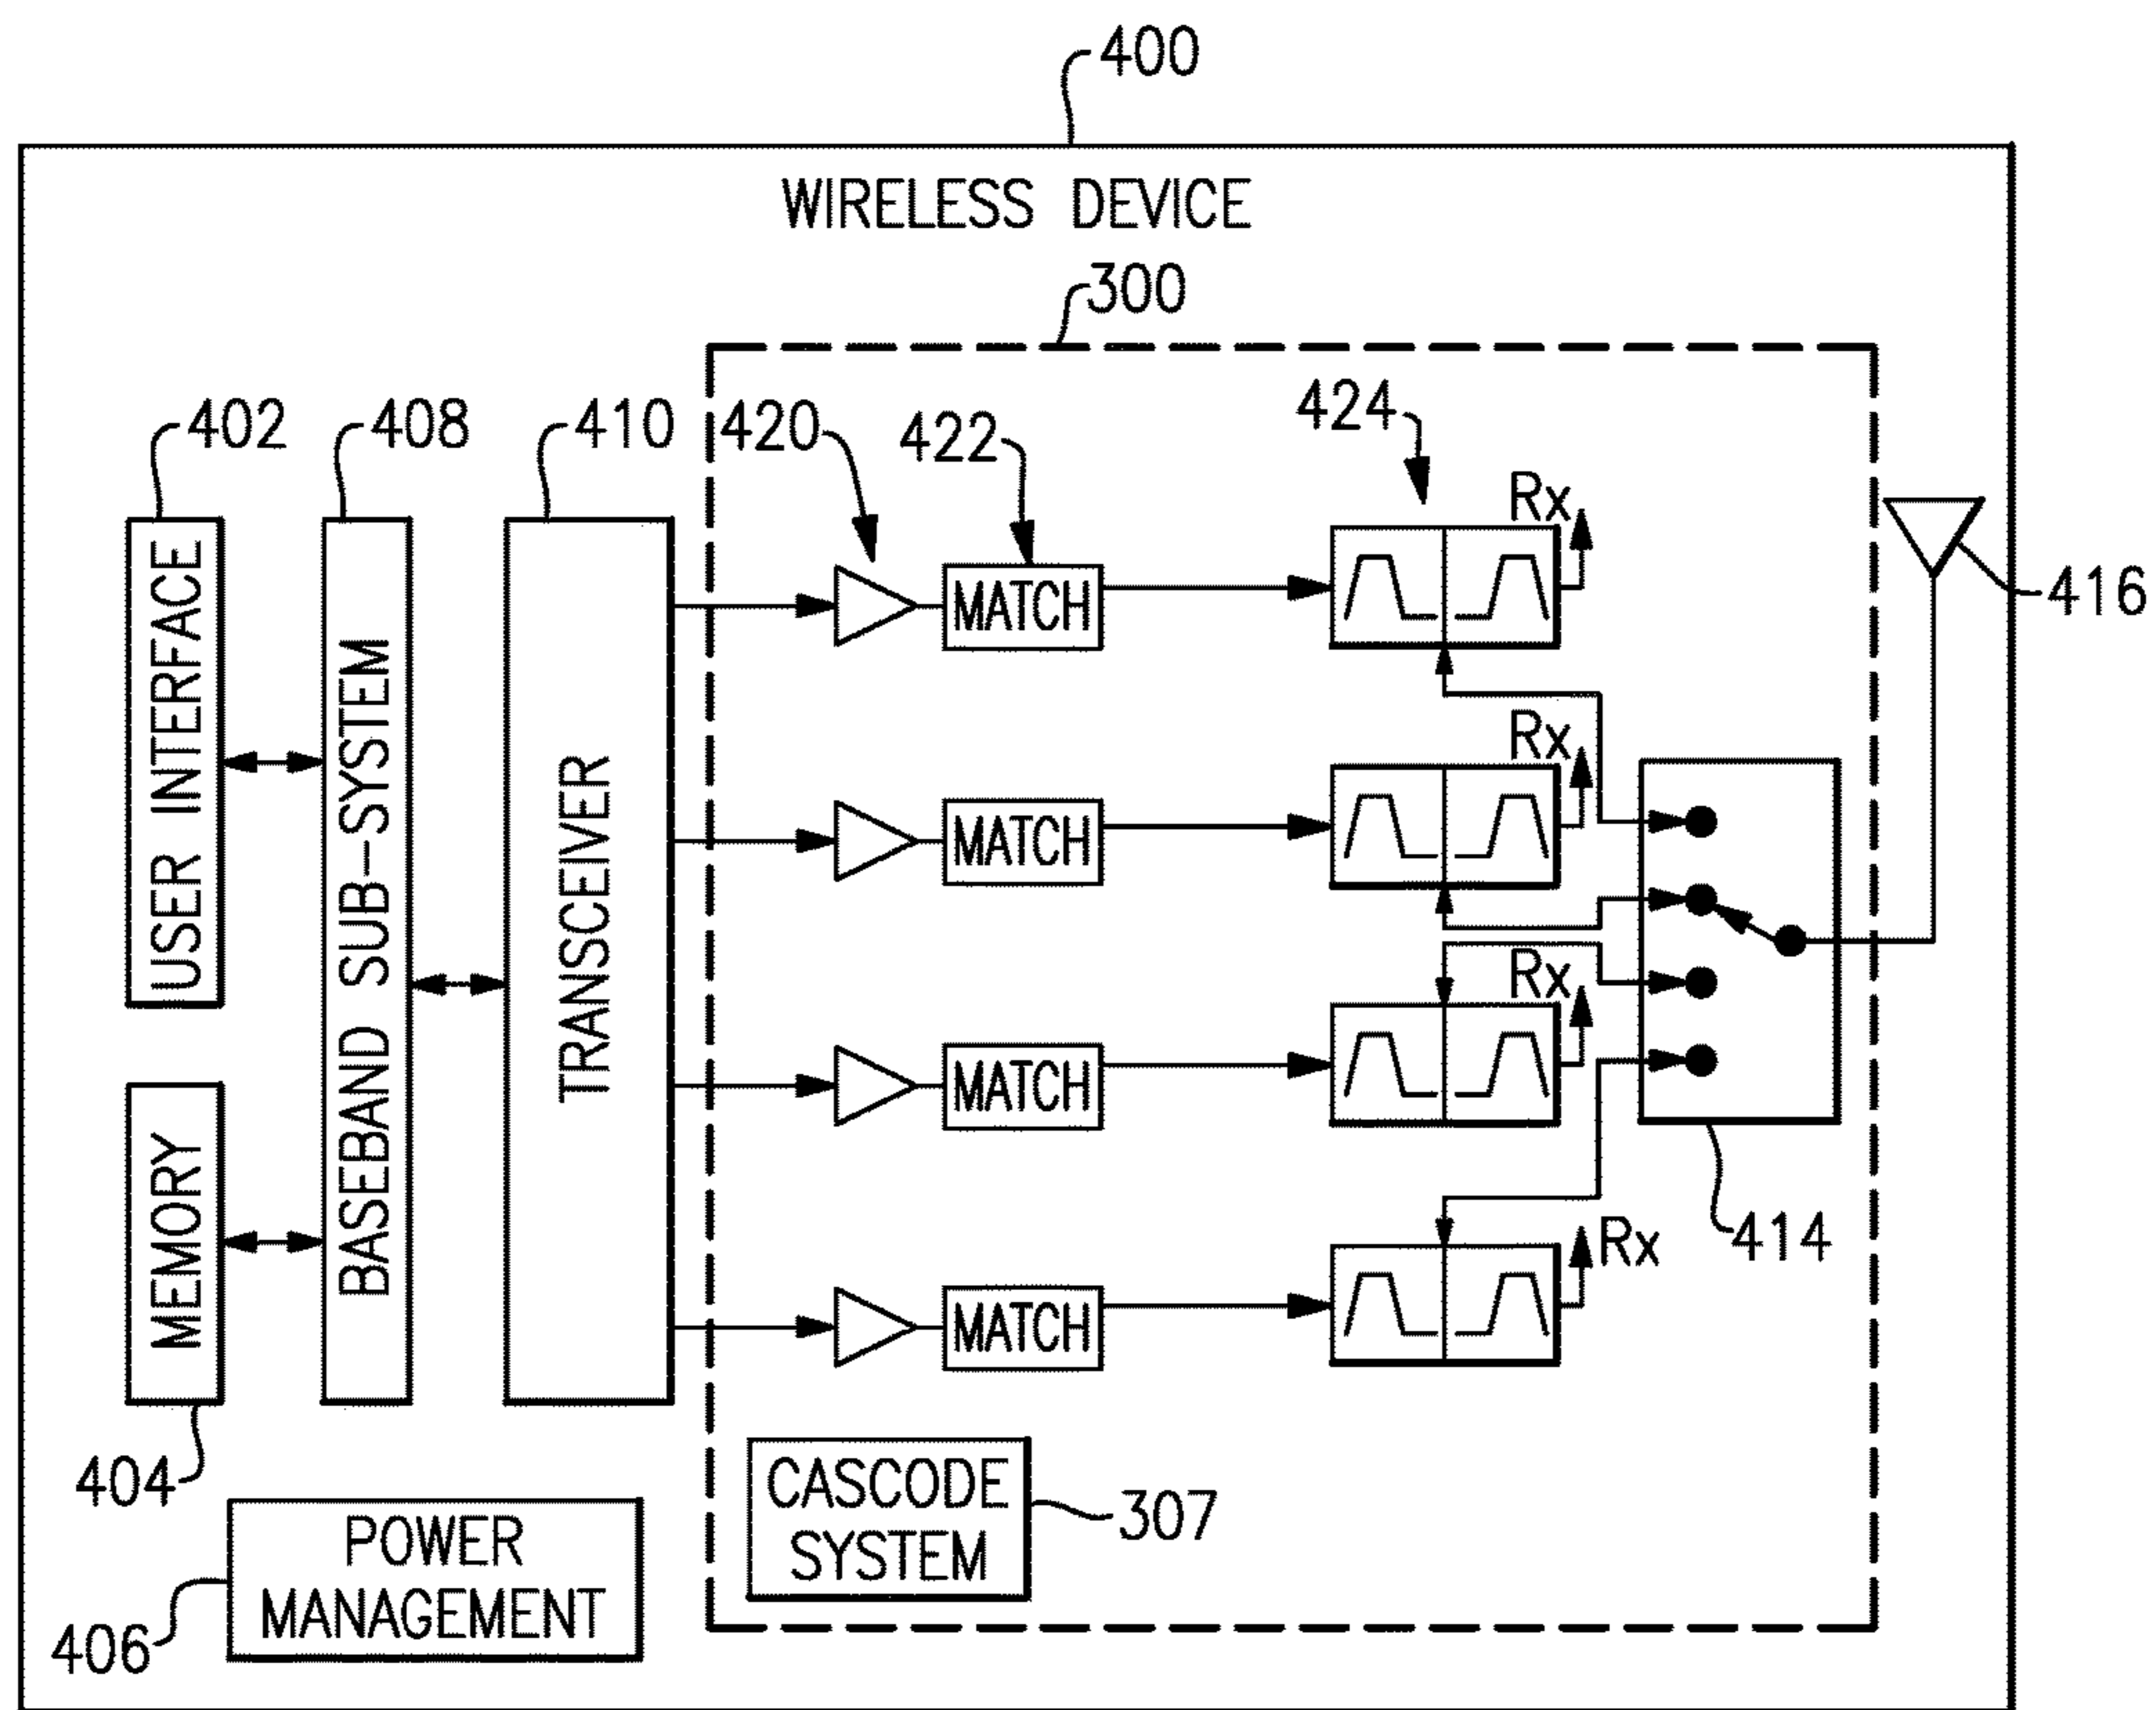 400
WIRELESS DEVICE
300
402
408
410
420
422
424
Rx
416
USER INTERFACE
BASEBAND SUB-SYSTEM
TRANSCEIVER
MATCH
Rx
MATCH
Rx
MATCH
MEMORY
414
Rx
MATCH
404
CASCODE
SYSTEM
307
POWER
MANAGEMENT
406